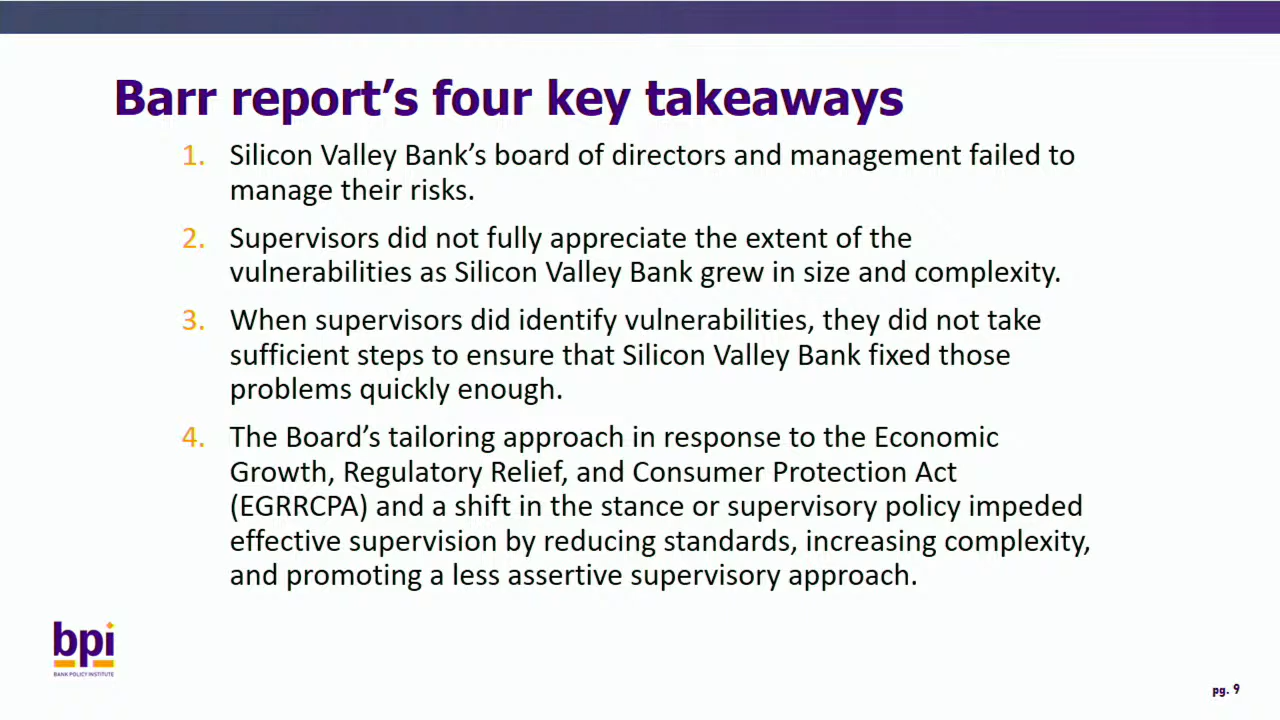 Barr report's four key takeaways
1. Silicon Valley Bank's board of directors and management failed to
manage their risks.
2. Supervisors did not fully appreciate the extent of the
vulnerabilities as Silicon Valley Bank grew in size and complexity.
3. When supervisors did identify vulnerabilities, they did not take
sufficient steps to ensure that Silicon Valley Bank fixed those
problems quickly enough.
4. The Board's tailoring approach in response to the Economic
Growth, Regulatory Relief, and Consumer Protection Act
(EGRRCPA) and a shift in the stance or supervisory policy impeded
effective supervision by reducing standards, increasing complexity,
and promoting a less assertive supervisory approach.
bpi
BANK POLICY INSTITUTE
pg. 9